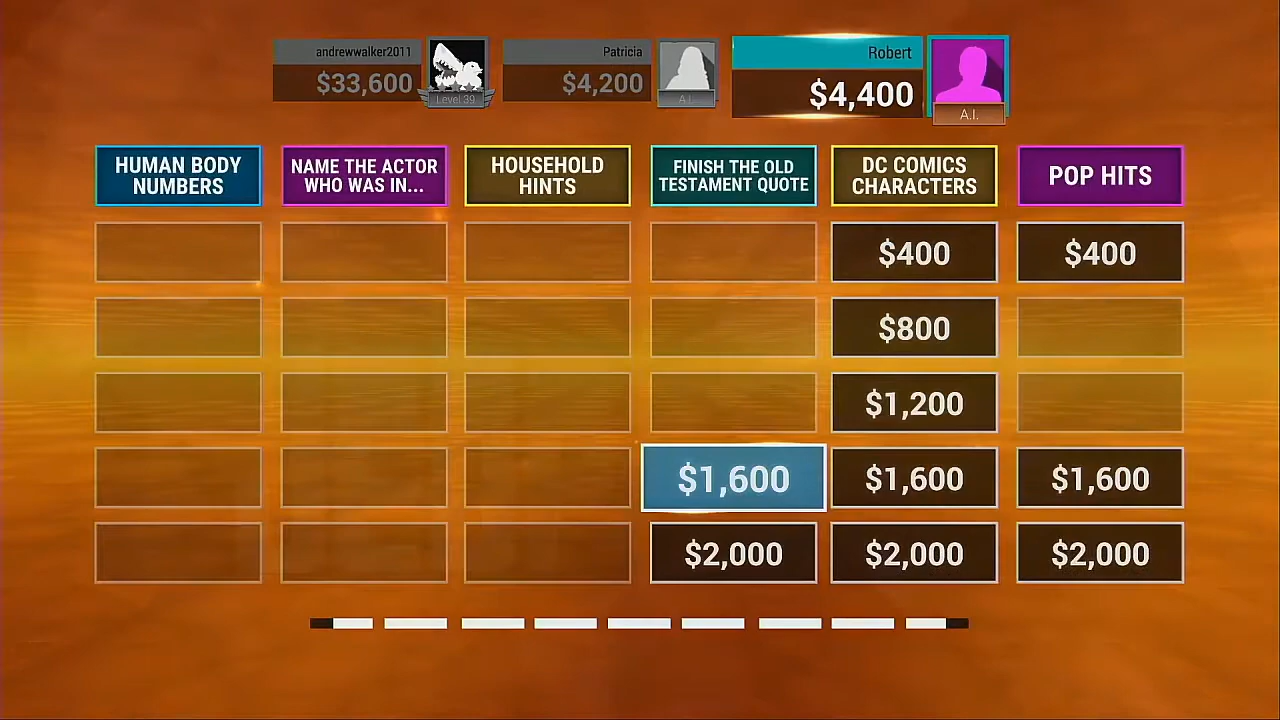 andrewwalker2011
$33,600
Level 39
Patricia
$4,200
A.I.
Robert
$4,400
A.I.
HUMAN BODY
NUMBERS
NAME THE ACTOR
WHO WAS IN...
HOUSEHOLD
HINTS
FINISH THE OLD
TESTAMENT QUOTE
DC COMICS
CHARACTERS
POP HITS
$400 $400
$800
$1,200
$1,600 $1,600 $1,600
$2,000 $2,000 $2,000